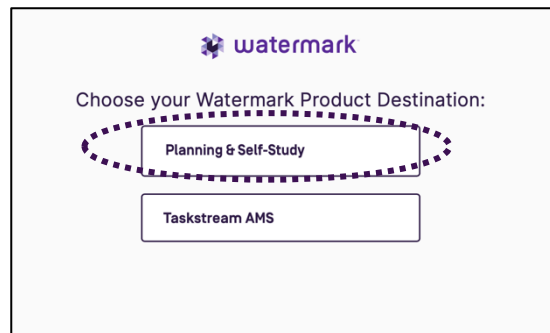 watermark
Choose your Watermark Product Destination:
Planning & Self-Study
Taskstream AMS